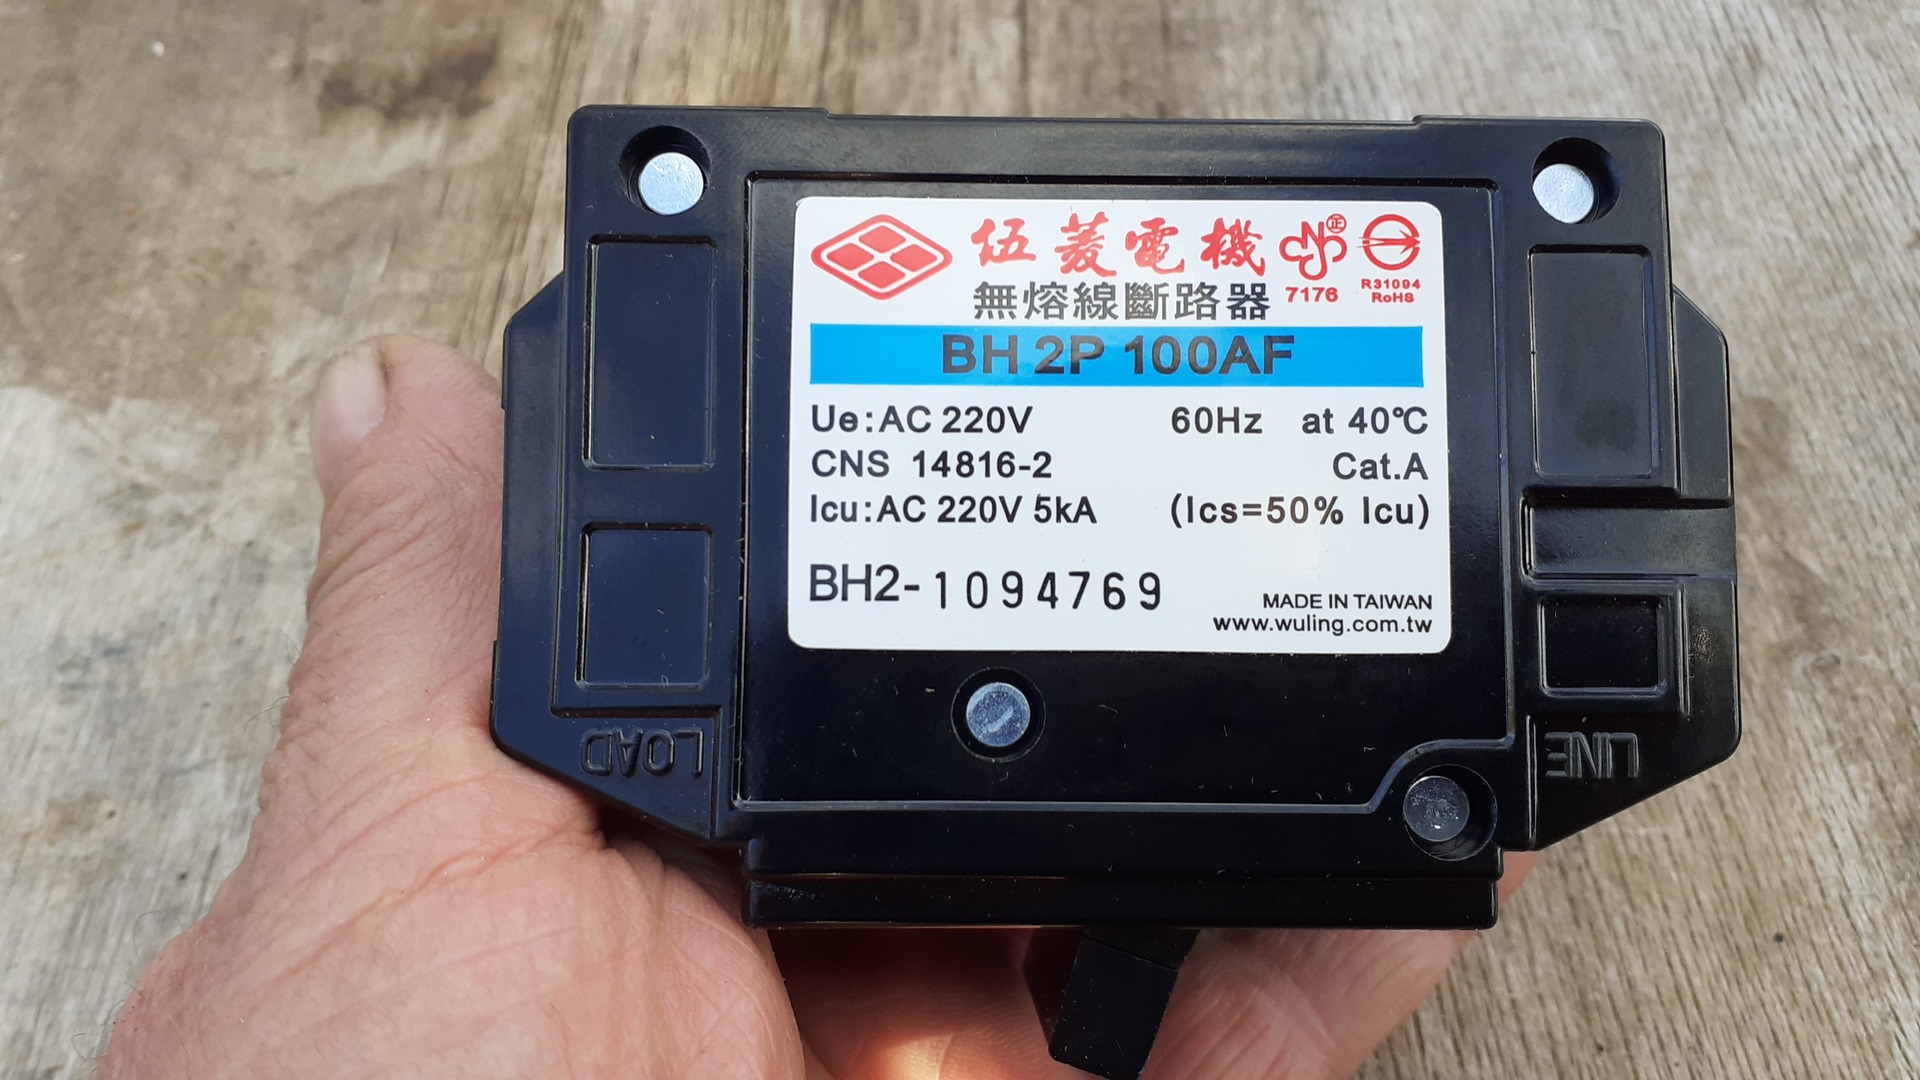 伍菱電機
CNS 正
7176
R31094
RoHS
無熔線斷路器
BH 2P 100AF
Ue:AC 220V 60Hz at 40℃
CNS 14816-2 Cat.A
Icu:AC 220V 5kA (Ics=50% Icu)
BH2-1094769
MADE IN TAIWAN
www.wuling.com.tw
LOAD
LINE